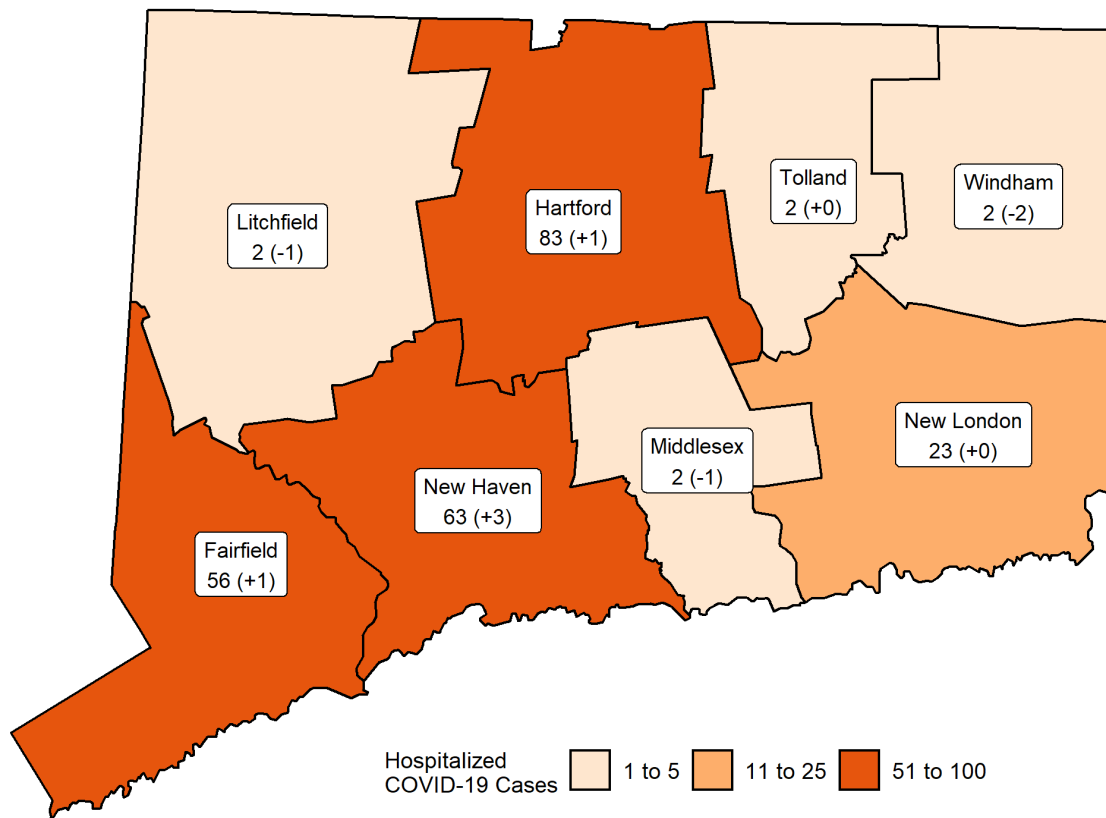 Litchfield
2 (-1)
Hartford
83 (+1)
Tolland
2 (+0)
Windham
2 (-2)
Fairfield
56 (+1)
New Haven
63 (+3)
Middlesex
2 (-1)
New London
23 (+0)
Hospitalized
COVID-19 Cases
1 to 5
11 to 25
51 to 100